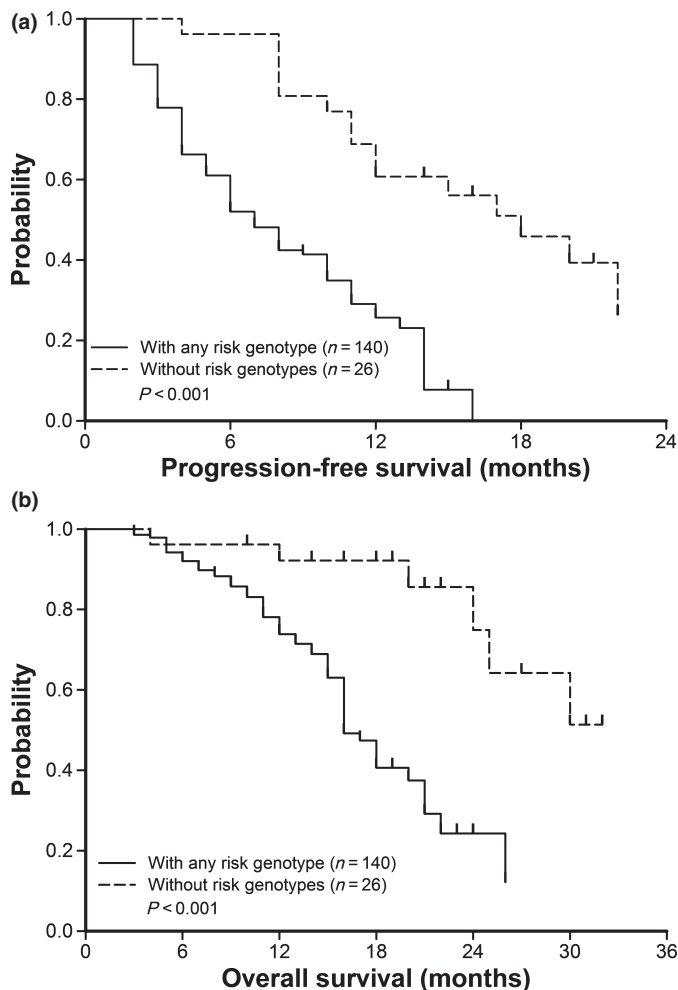 (a)
1.0
0.8
0.6
0.4
0.2
0.0
Probability
With any risk genotype (n = 140)
Without risk genotypes (n = 26)
P < 0.001
0 6 12 18 24
Progression-free survival (months)
(b)
1.0
0.8
0.6
0.4
0.2
0.0
Probability
With any risk genotype (n = 140)
Without risk genotypes (n = 26)
P < 0.001
0 6 12 18 24 30 36
Overall survival (months)